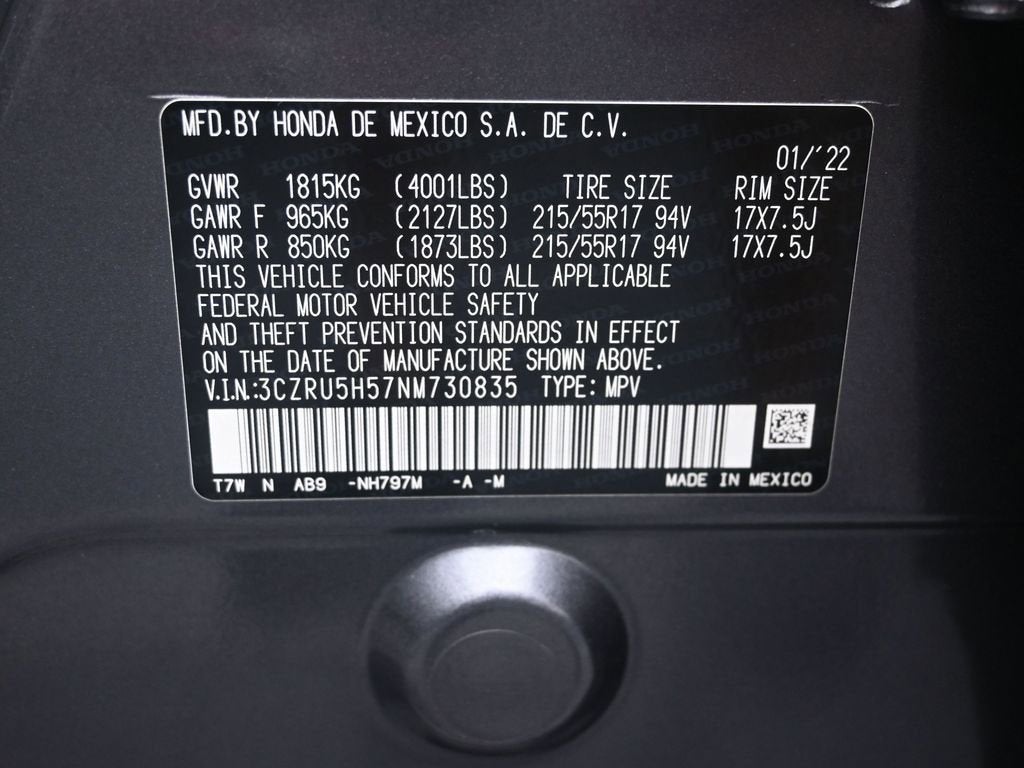 MFD.BY HONDA DE MEXICO S.A. DE C.V.
01/'22
GVWR 1815KG (4001LBS) TIRE SIZE RIM SIZE
GAWR F 965KG (2127LBS) 215/55R17 94V 17X7.5J
GAWR R 850KG (1873LBS) 215/55R17 94V 17X7.5J
THIS VEHICLE CONFORMS TO ALL APPLICABLE
FEDERAL MOTOR VEHICLE SAFETY
AND THEFT PREVENTION STANDARDS IN EFFECT
ON THE DATE OF MANUFACTURE SHOWN ABOVE.
V.I.N.:3CZRU5H57NM730835 TYPE: MPV
T7W N AB9 -NH797M -A -M MADE IN MEXICO